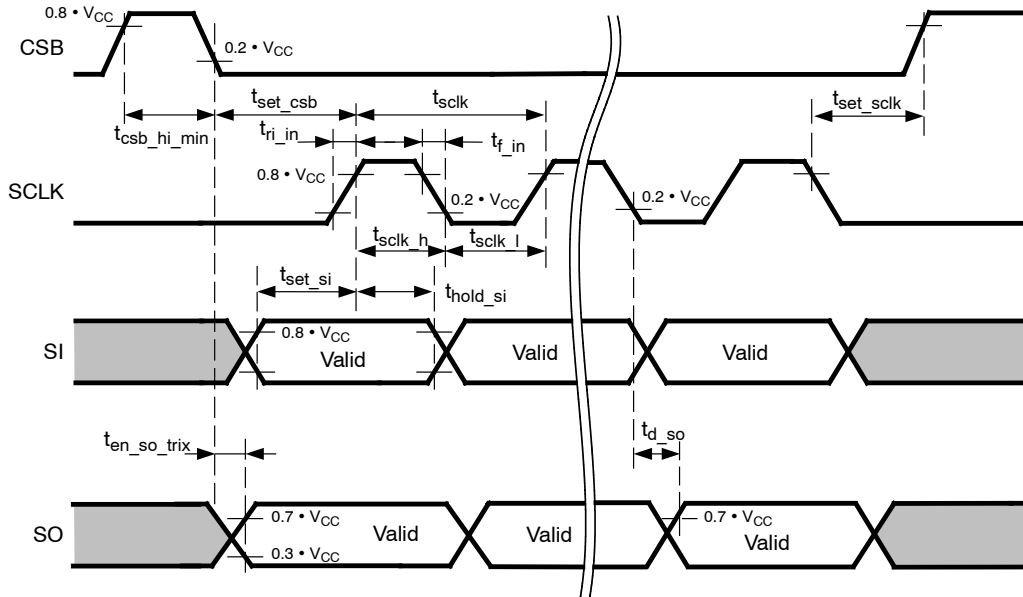 0.8 • VCC
CSB
0.2 • VCC
tcsb_hi_min
tset_csb
tsclk
tset_sclk
tri_in
tf_in
0.8 • VCC
SCLK
0.2 • VCC
0.2 • VCC
tsclk_h
tsclk_l
tset_si
thold_si
0.8 • VCC
SI
Valid
Valid
Valid
ten_so_trix
td_so
0.7 • VCC
0.7 • VCC
SO
Valid
Valid
Valid
0.3 • VCC